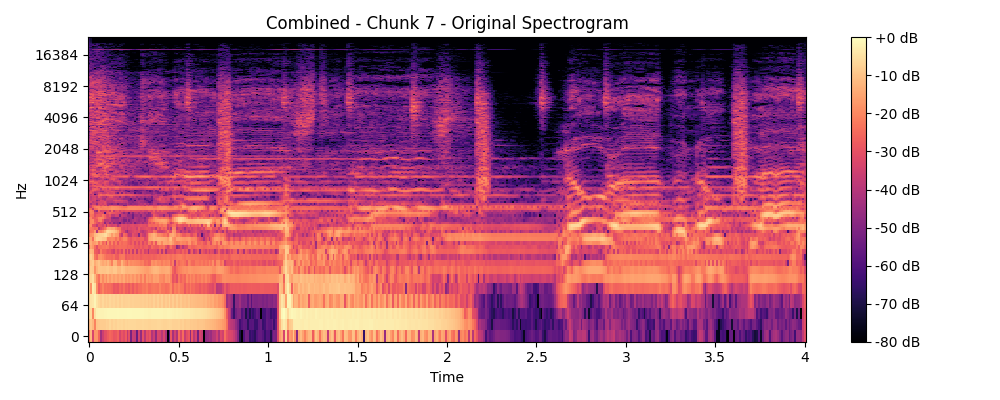 Combined - Chunk 7 - Original Spectrogram
Hz
16384
8192
4096
2048
1024
512
256
128
64
0
0
0.5
1
1.5
2
2.5
3
3.5
4
Time
+0 dB
-10 dB
-20 dB
-30 dB
-40 dB
-50 dB
-60 dB
-70 dB
-80 dB